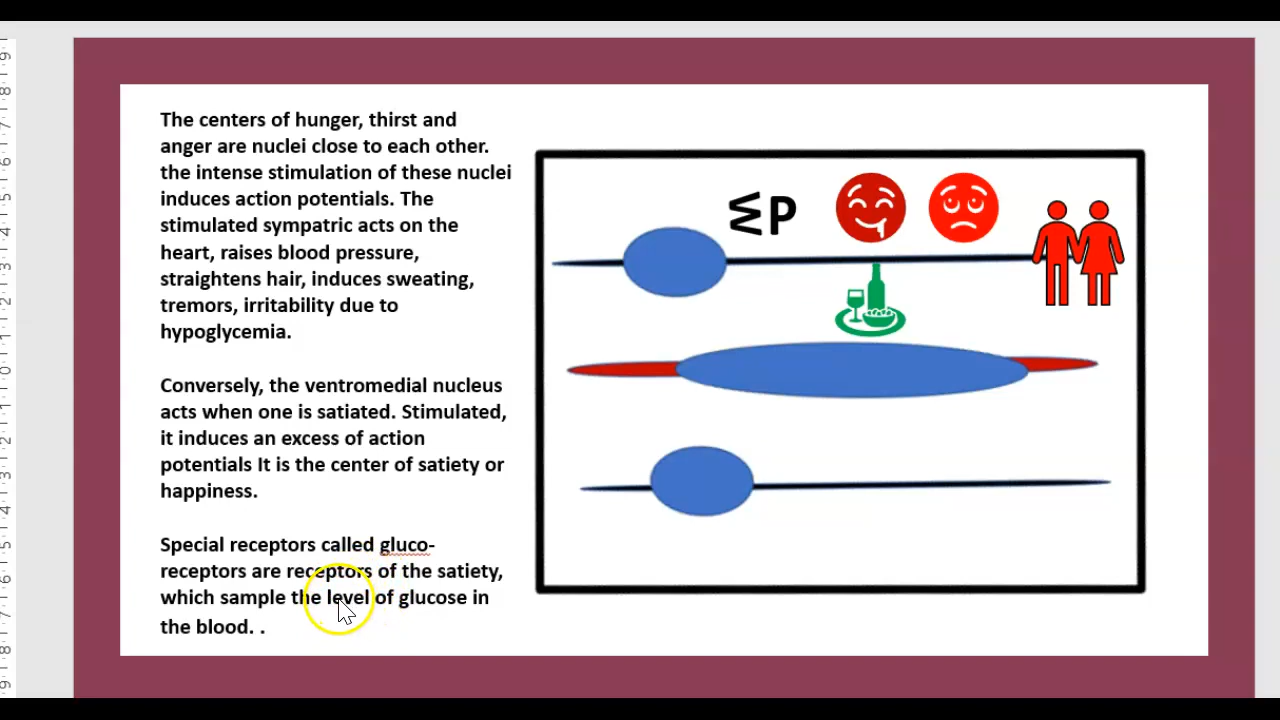 The centers of hunger, thirst and
anger are nuclei close to each other.
the intense stimulation of these nuclei
induces action potentials. The
stimulated sympatric acts on the
heart, raises blood pressure,
straightens hair, induces sweating,
tremors, irritability due to
hypoglycemia.
Conversely, the ventromedial nucleus
acts when one is satiated. Stimulated,
it induces an excess of action
potentials It is the center of satiety or
happiness.
Special receptors called gluco-
receptors are receptors of the satiety,
which sample the level of glucose in
the blood. .
P